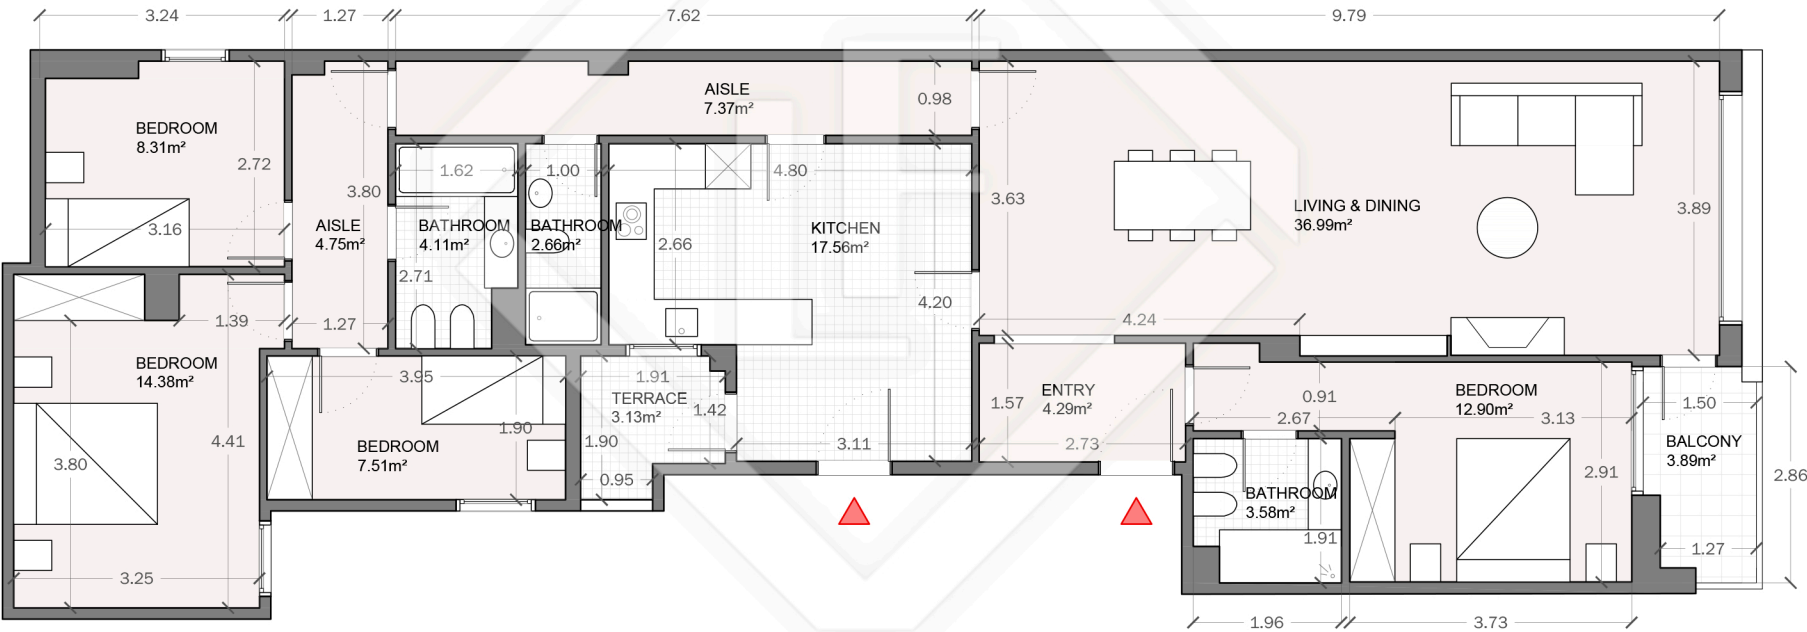 3.24
1.27
7.62
9.79
AISLE
7.37m²
0.98
BEDROOM
8.31m²
2.72
3.80
1.62
1.00
4.80
3.63
3.89
LIVING & DINING
36.99m²
3.16
AISLE
4.75m²
BATHROOM
4.11m²
BATHROOM
2.66m²
KITCHEN
17.56m²
2.66
2.71
4.20
1.39
1.27
4.24
BEDROOM
14.38m²
3.95
1.91
TERRACE
3.13m²
1.42
1.57
ENTRY
4.29m²
0.91
BEDROOM
12.90m²
2.67
3.13
1.50
1.90
1.90
4.41
3.80
BEDROOM
7.51m²
3.11
2.73
BALCONY
3.89m²
2.91
2.86
0.95
BATHROOM
3.58m²
1.91
1.27
3.25
1.96
3.73